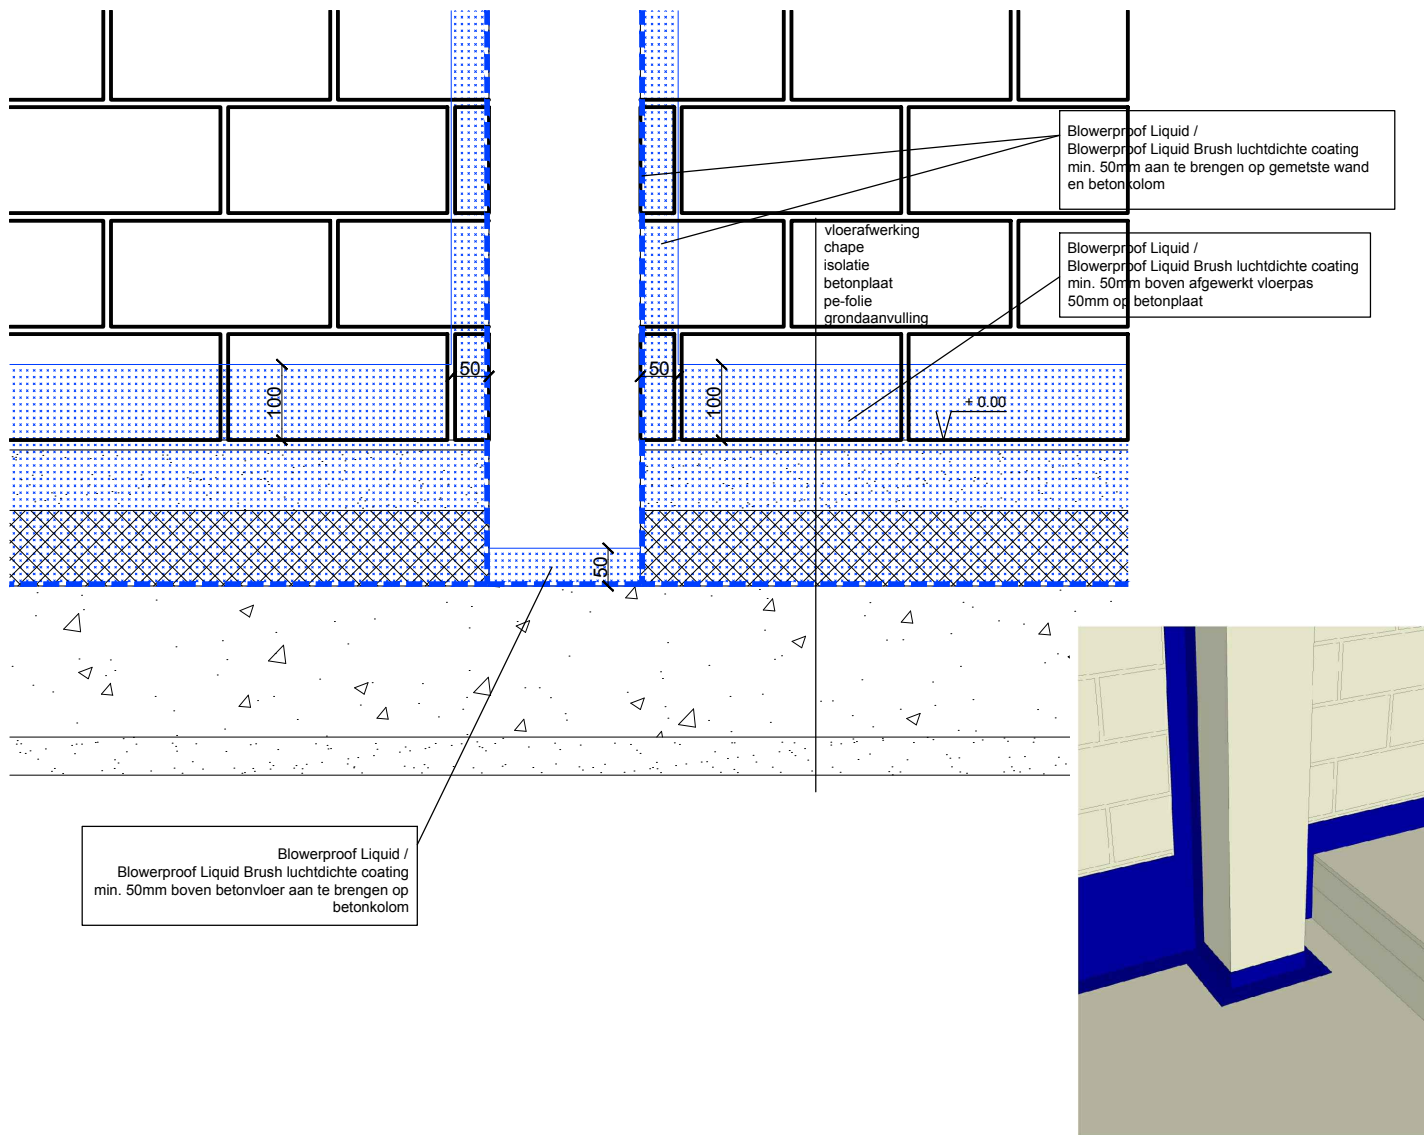 Blowerproof Liquid /
Blowerproof Liquid Brush luchtdichte coating
min. 50mm aan te brengen op gemetste wand
en betonkolom
vloerafwerking
chape
isolatie
betonplaat
pe-folie
grondaanvulling
Blowerproof Liquid /
Blowerproof Liquid Brush luchtdichte coating
min. 50mm boven afgewerkt vloerpas
50mm op betonplaat
50
50
100
100
+ 0.00
50
Blowerproof Liquid /
Blowerproof Liquid Brush luchtdichte coating
min. 50mm boven betonvloer aan te brengen op
betonkolom